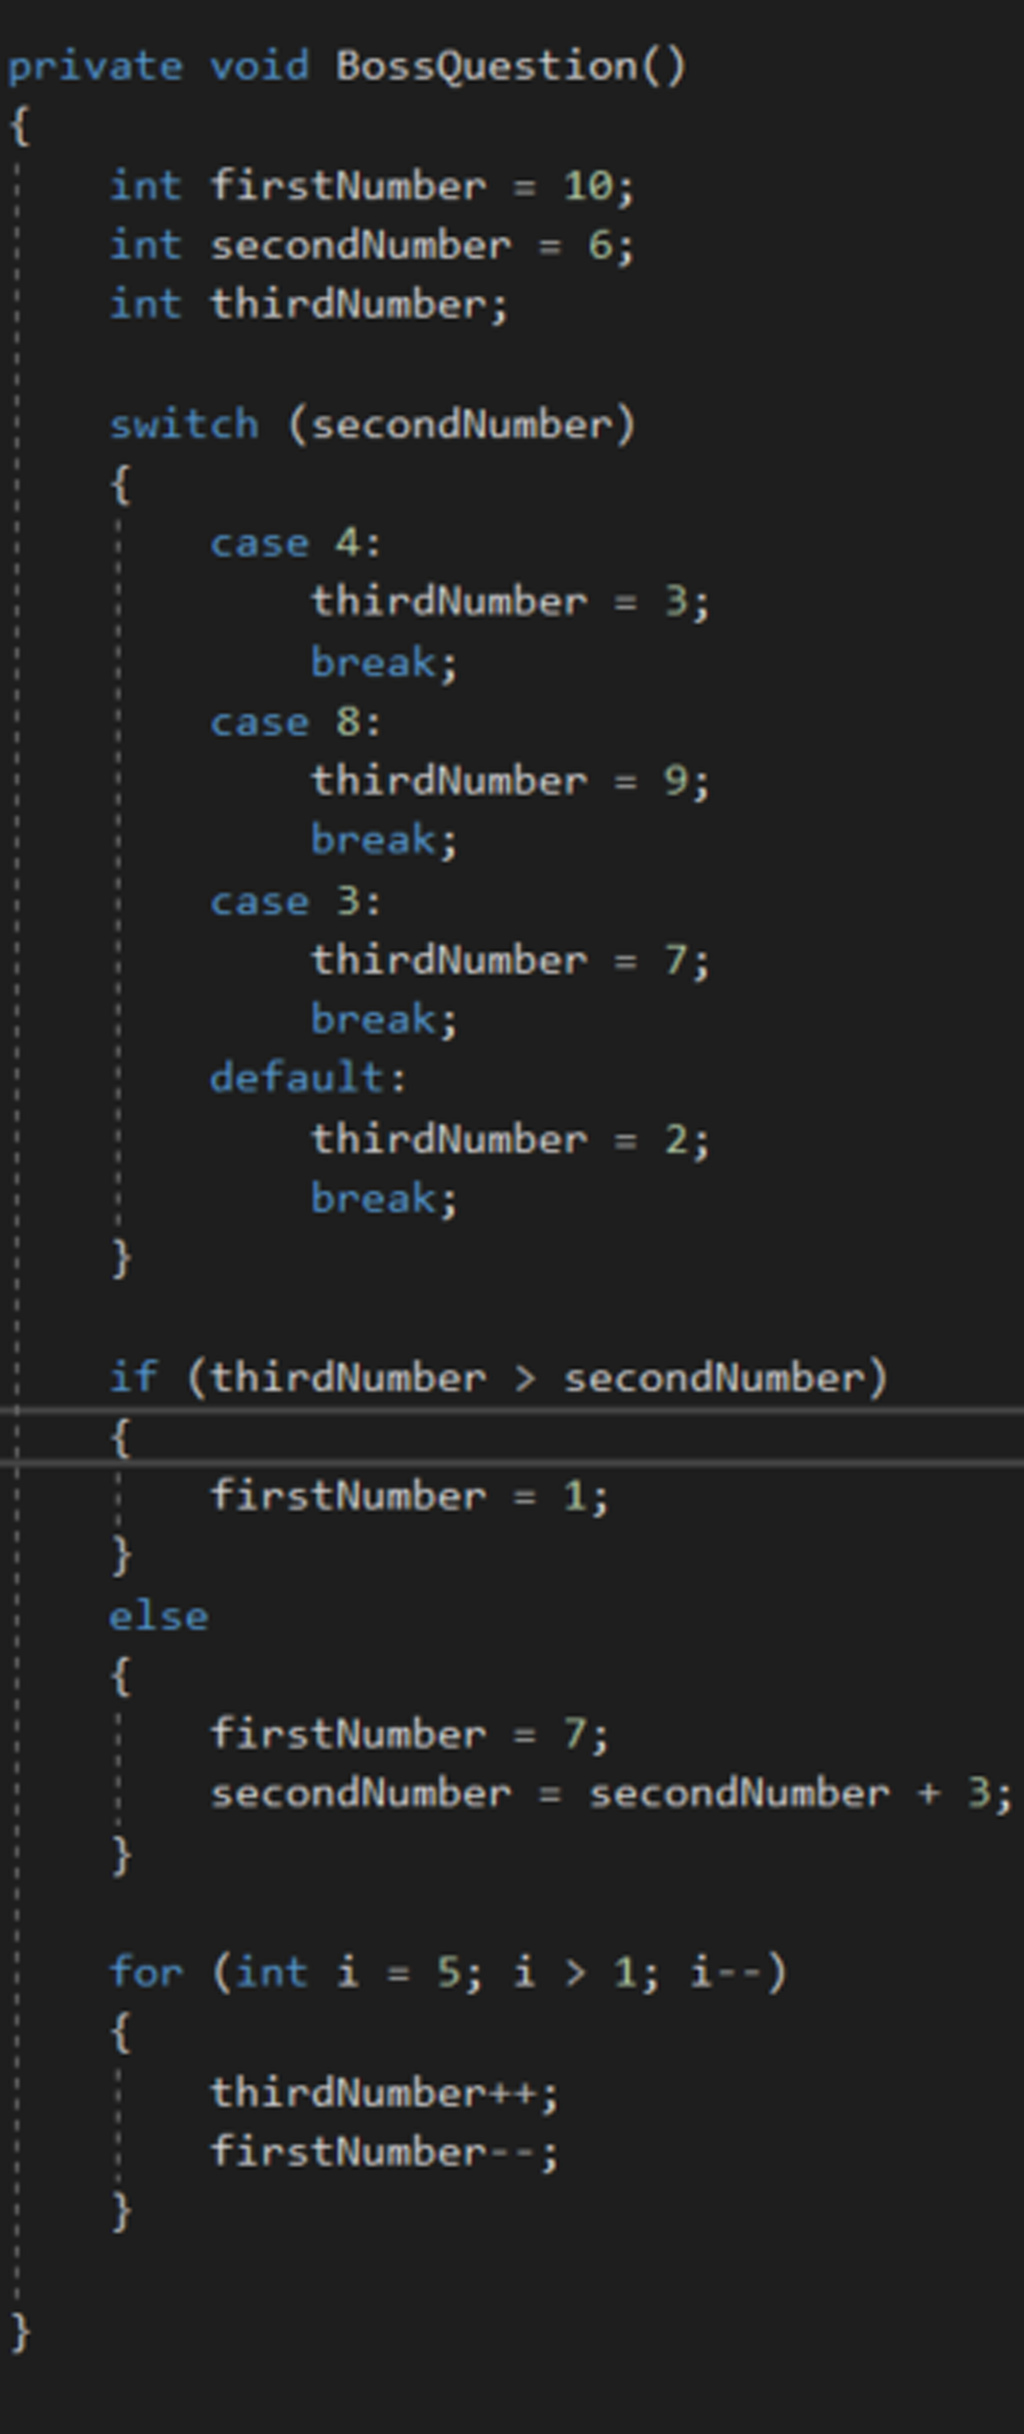 private void BossQuestion()
{
    int firstNumber = 10;
    int secondNumber = 6;
    int thirdNumber;

    switch (secondNumber)
    {
        case 4:
            thirdNumber = 3;
            break;
        case 8:
            thirdNumber = 9;
            break;
        case 3:
            thirdNumber = 7;
            break;
        default:
            thirdNumber = 2;
            break;
    }

    if (thirdNumber > secondNumber)
    {
        firstNumber = 1;
    }
    else
    {
        firstNumber = 7;
        secondNumber = secondNumber + 3;
    }

    for (int i = 5; i > 1; i--)
    {
        thirdNumber++;
        firstNumber--;
    }

}